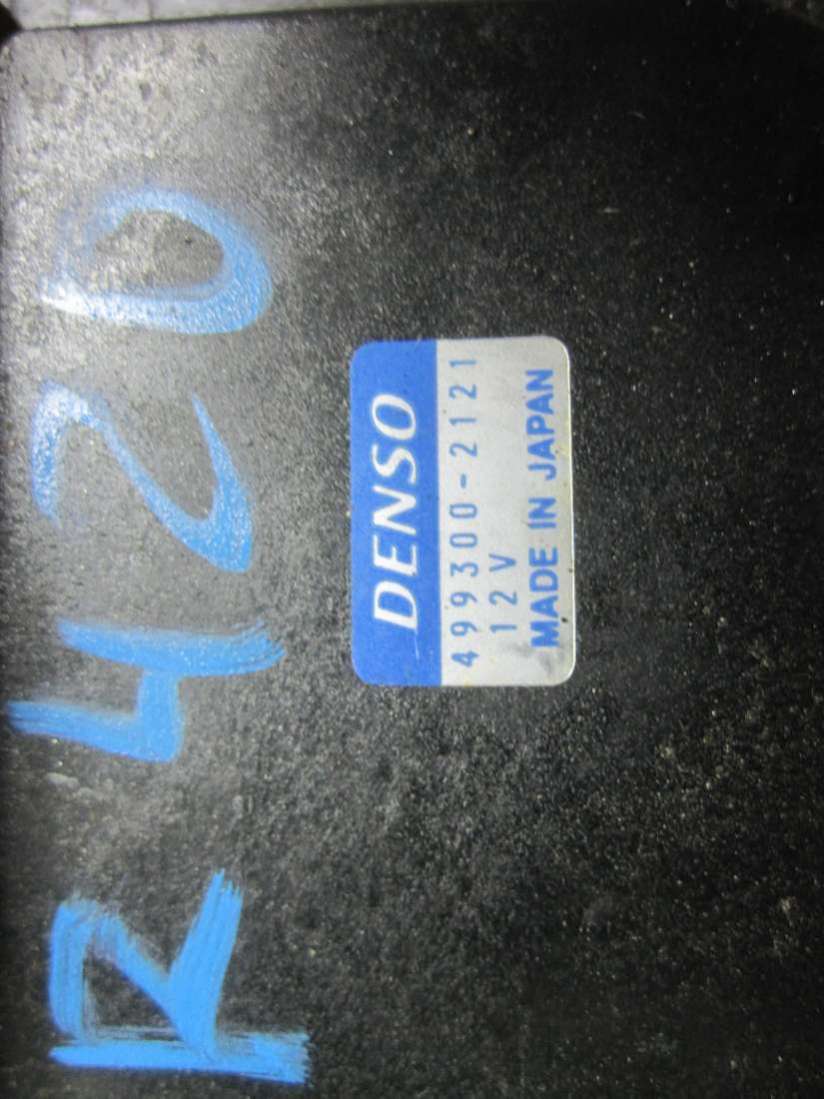 R420
DENSO
499300-2121
12V
MADE IN JAPAN